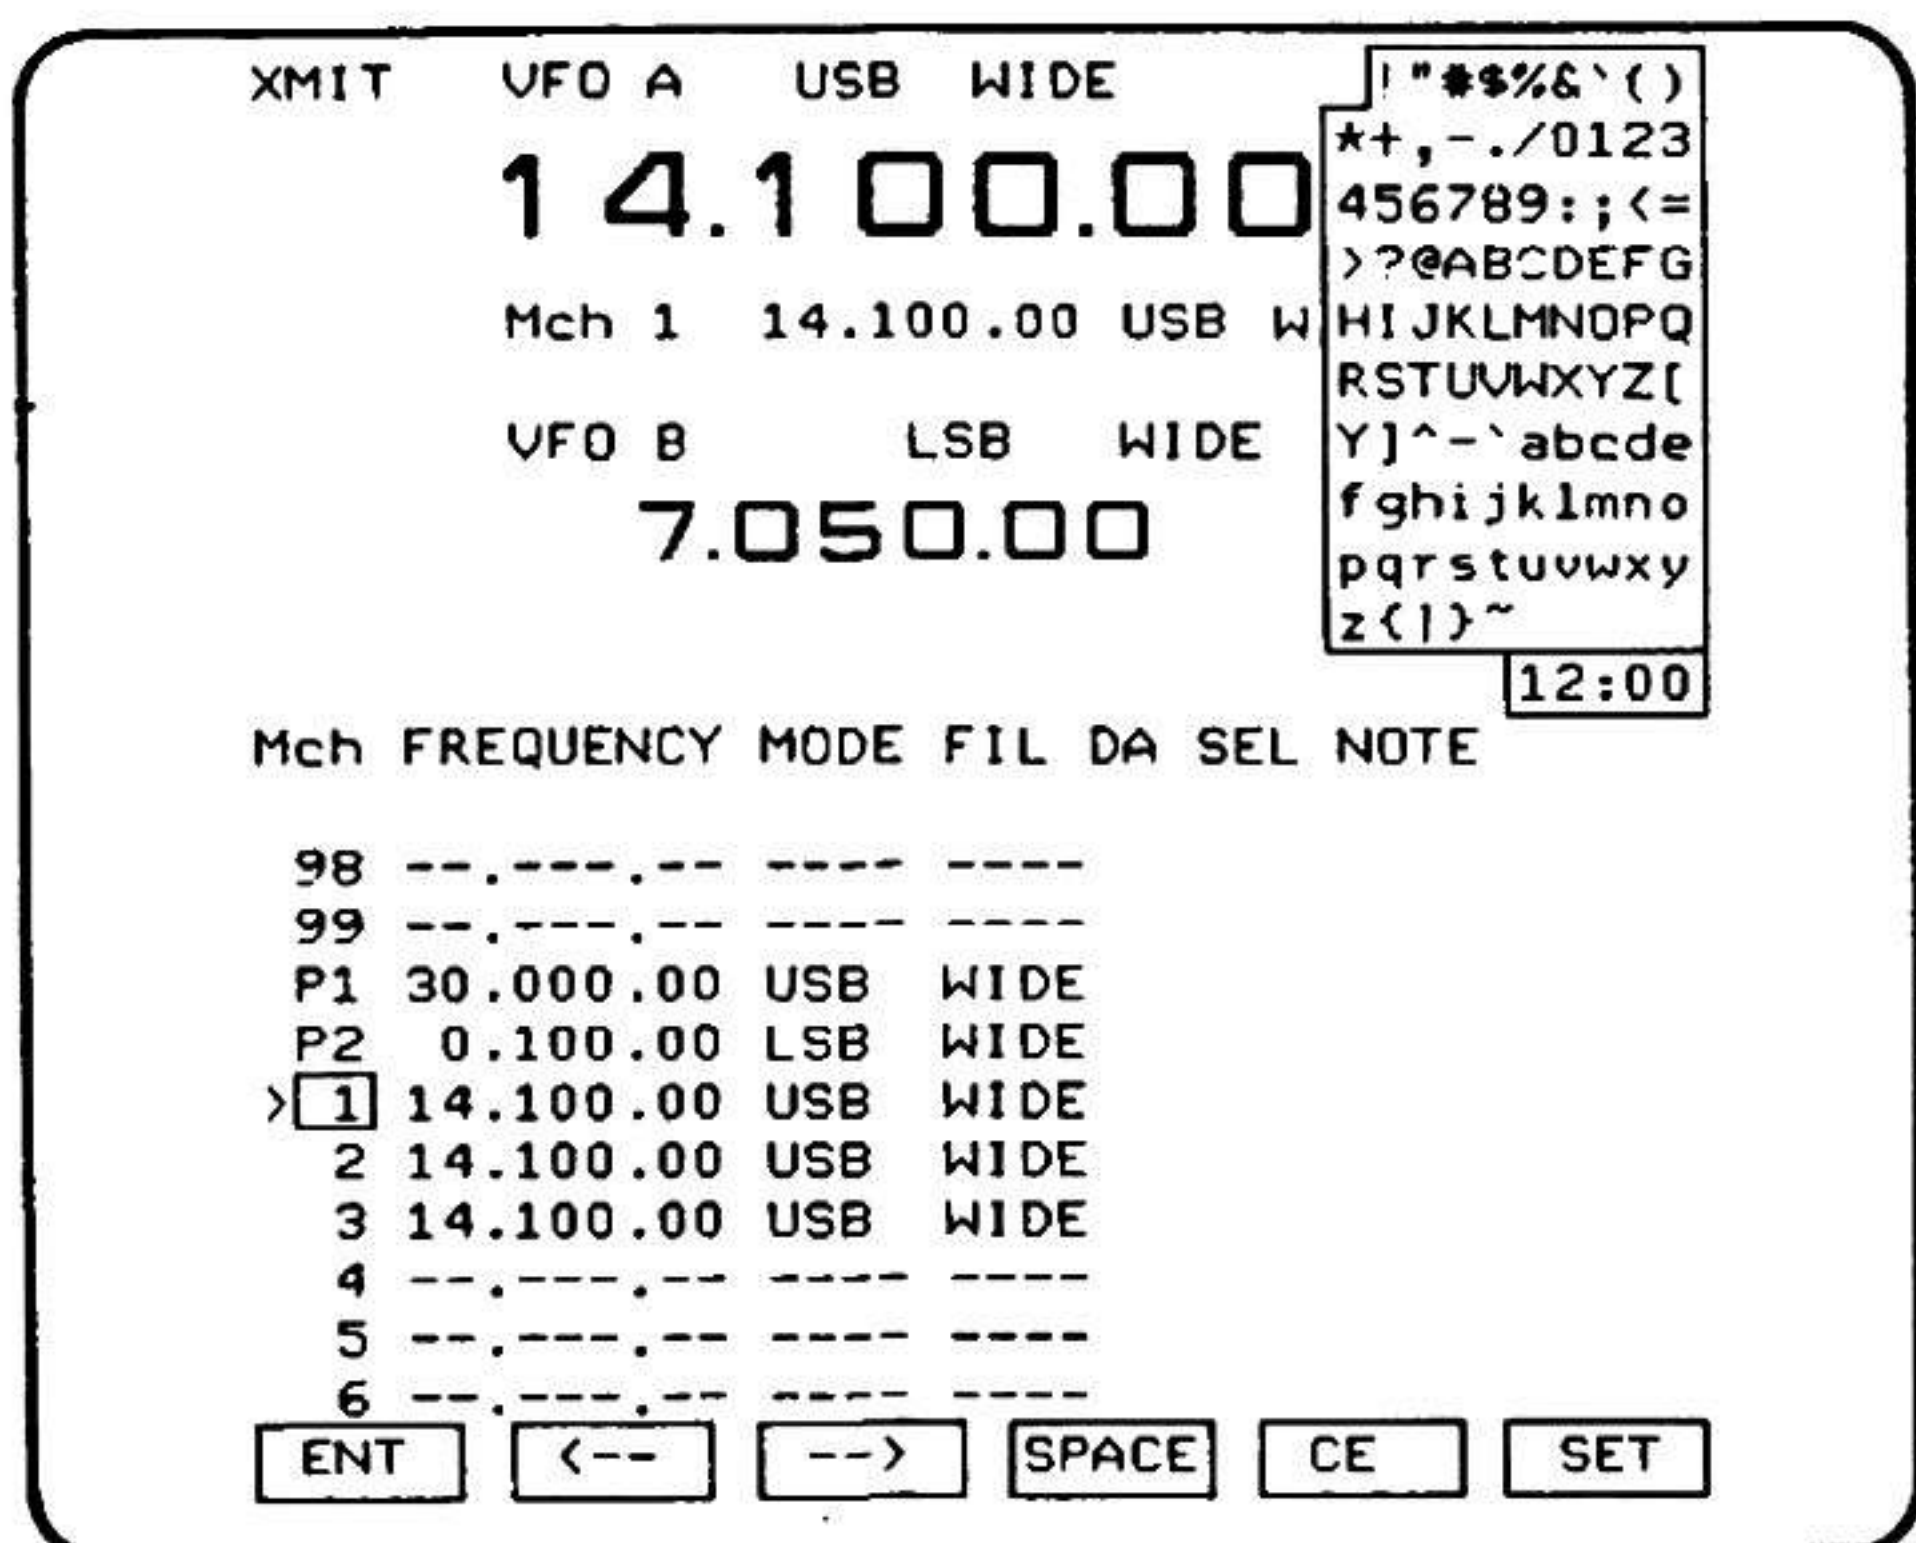 XMIT VFO A USB WIDE
14.100.00
Mch 1 14.100.00 USB W
VFO B LSB WIDE
7.050.00
!"#$%&`()
*+,-./0123
456789:;<=
>?@ABCDEFG
HIJKLMNOPQ
RSTUVWXYZ[
Y]^-`abcde
fghijklmno
pqrstuvwxy
z{|}~
12:00
Mch FREQUENCY MODE FIL DA SEL NOTE
98 --.---.-- ---- ----
99 --.---.-- ---- ----
P1 30.000.00 USB WIDE
P2 0.100.00 LSB WIDE
> 1 14.100.00 USB WIDE
2 14.100.00 USB WIDE
3 14.100.00 USB WIDE
4 --.---.-- ---- ----
5 --.---.-- ---- ----
6 --.---.-- ---- ----
ENT <-- --> SPACE CE SET